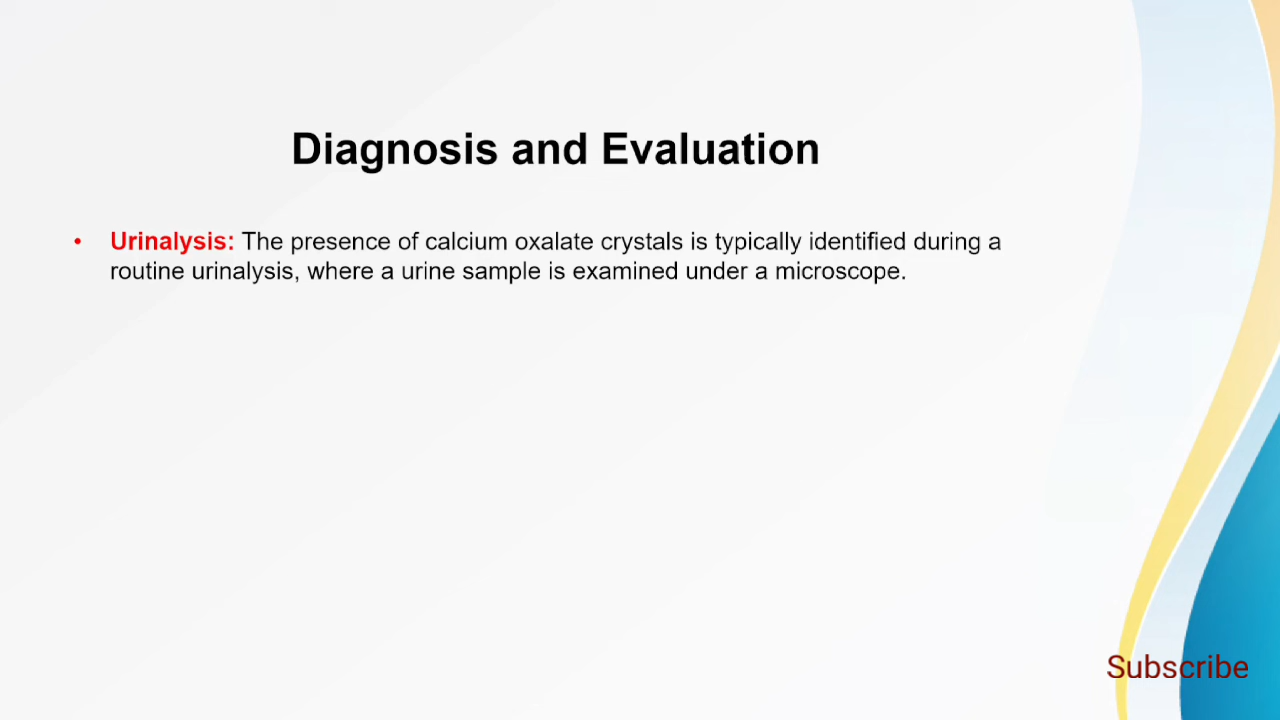 Diagnosis and Evaluation
• Urinalysis: The presence of calcium oxalate crystals is typically identified during a
routine urinalysis, where a urine sample is examined under a microscope.
Subscribe